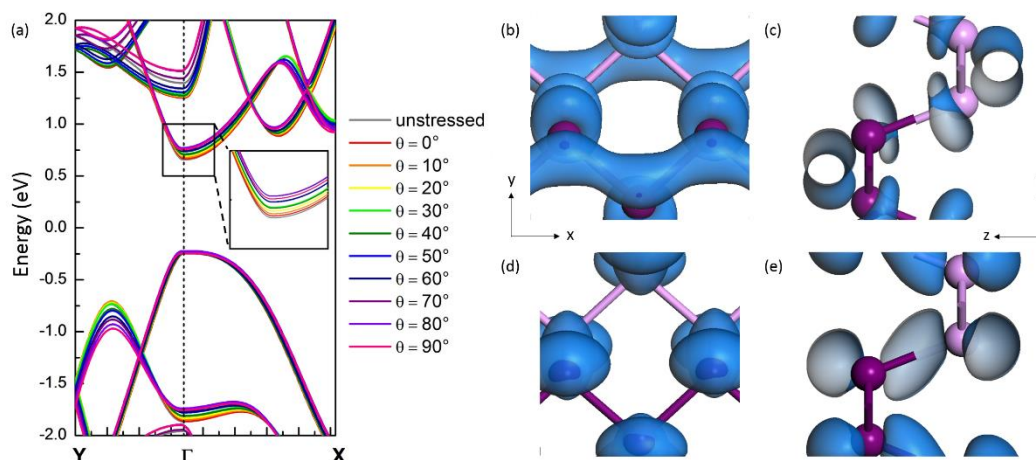 (a)
2.0
1.5
1.0
0.5
0.0
-0.5
-1.0
-1.5
-2.0
Energy (eV)
Y
Γ
X
unstressed
θ = 0°
θ = 10°
θ = 20°
θ = 30°
θ = 40°
θ = 50°
θ = 60°
θ = 70°
θ = 80°
θ = 90°
(b)
(c)
y
x
z
(d)
(e)